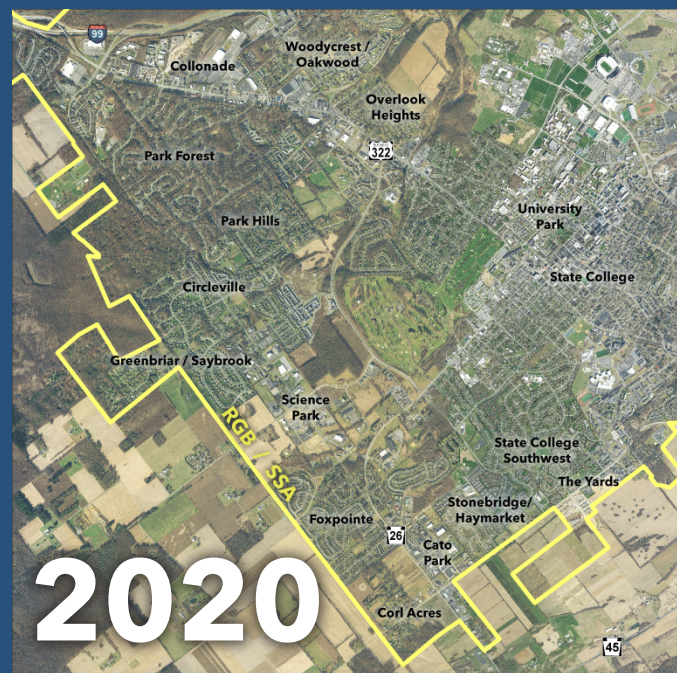 99
Collonade
Woodycrest /
Oakwood
Overlook
Heights
322
Park Forest
University
Park
Park Hills
State College
Circleville
Greenbriar / Saybrook
Science
Park
RGB / SSA
State College
Southwest
The Yards
Stonebridge/
Haymarket
Foxpointe
26
Cato
Park
Corl Acres
45
2020